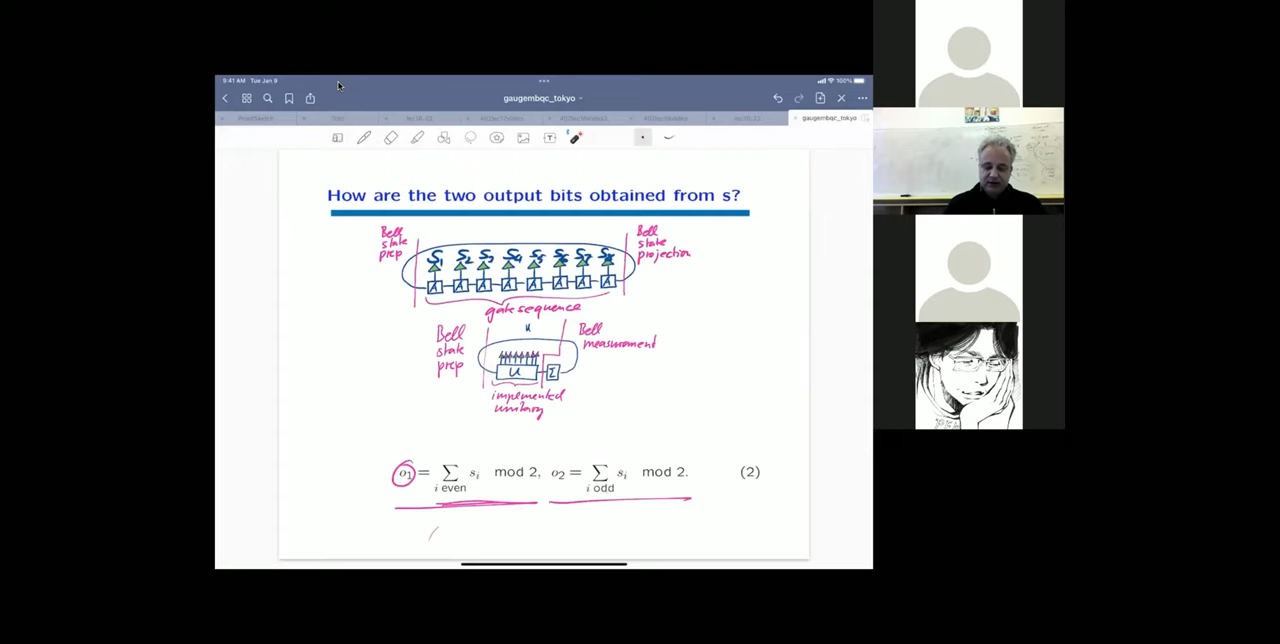 9:41 AM Tue Jan 9
100%
gaugembqc_tokyo
gaugembqc_tokyo
How are the two output bits obtained from s?
Bell state prep
Bell state projection
S1 S2 S3 S4 S5 S6 S7 S8
A A A A A A A A
gate sequence
u
Bell state prep
Bell measurement
U Σ
implemented unitary
o₁ = ∑ sᵢ mod 2, o₂ = ∑ sᵢ mod 2. (2)
i even i odd